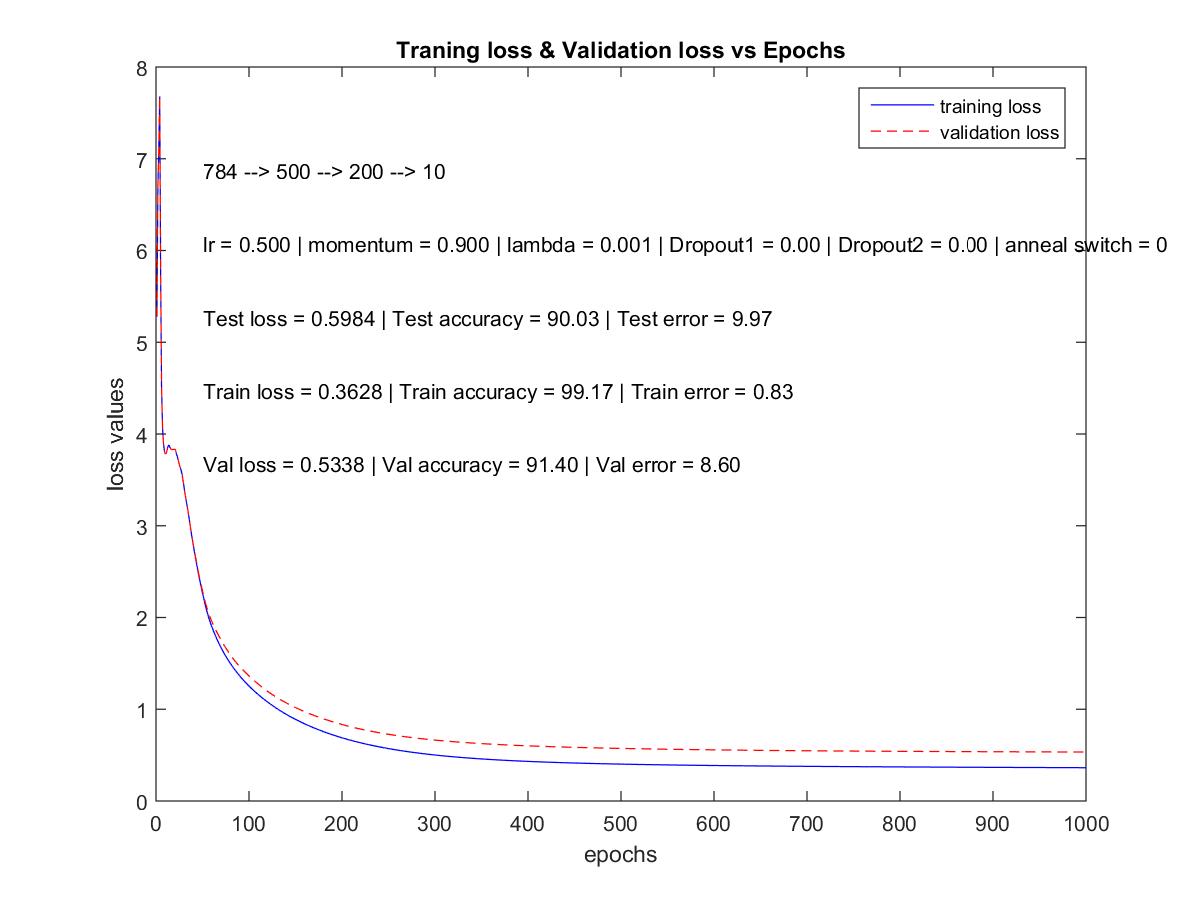 Traning loss & Validation loss vs Epochs
8
training loss
validation loss
7
784 --> 500 --> 200 --> 10
6
lr = 0.500 | momentum = 0.900 | lambda = 0.001 | Dropout1 = 0.00 | Dropout2 = 0.00 | anneal switch = 0
Test loss = 0.5984 | Test accuracy = 90.03 | Test error = 9.97
5
Train loss = 0.3628 | Train accuracy = 99.17 | Train error = 0.83
4
loss values
Val loss = 0.5338 | Val accuracy = 91.40 | Val error = 8.60
3
2
1
0
0 100 200 300 400 500 600 700 800 900 1000
epochs